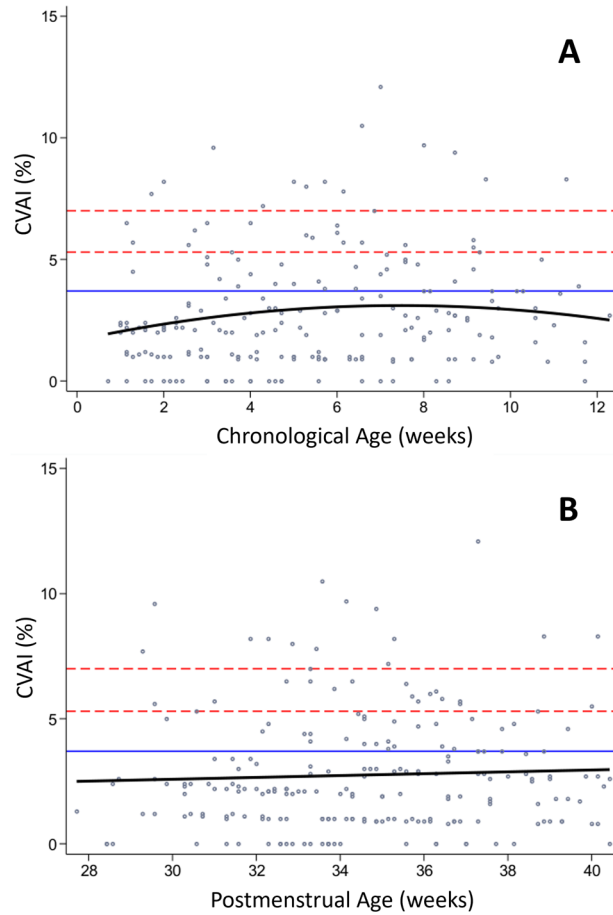 A
15
10
5
0
CVAI (%)
0 2 4 6 8 10 12
Chronological Age (weeks)
B
15
10
5
0
CVAI (%)
28 30 32 34 36 38 40
Postmenstrual Age (weeks)